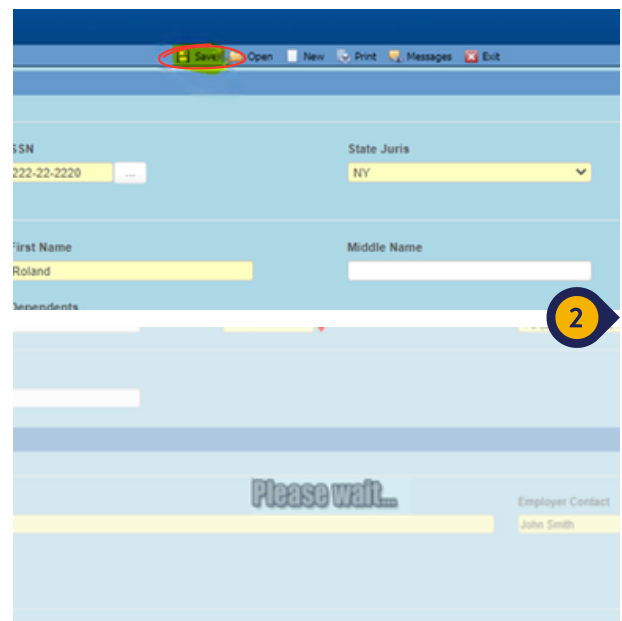 Save Open New Print Messages Exit
SSN State Juris
222-22-2220 ... NY
First Name Middle Name
Roland
Dependents
2
Please wait...
Employer Contact
John Smith